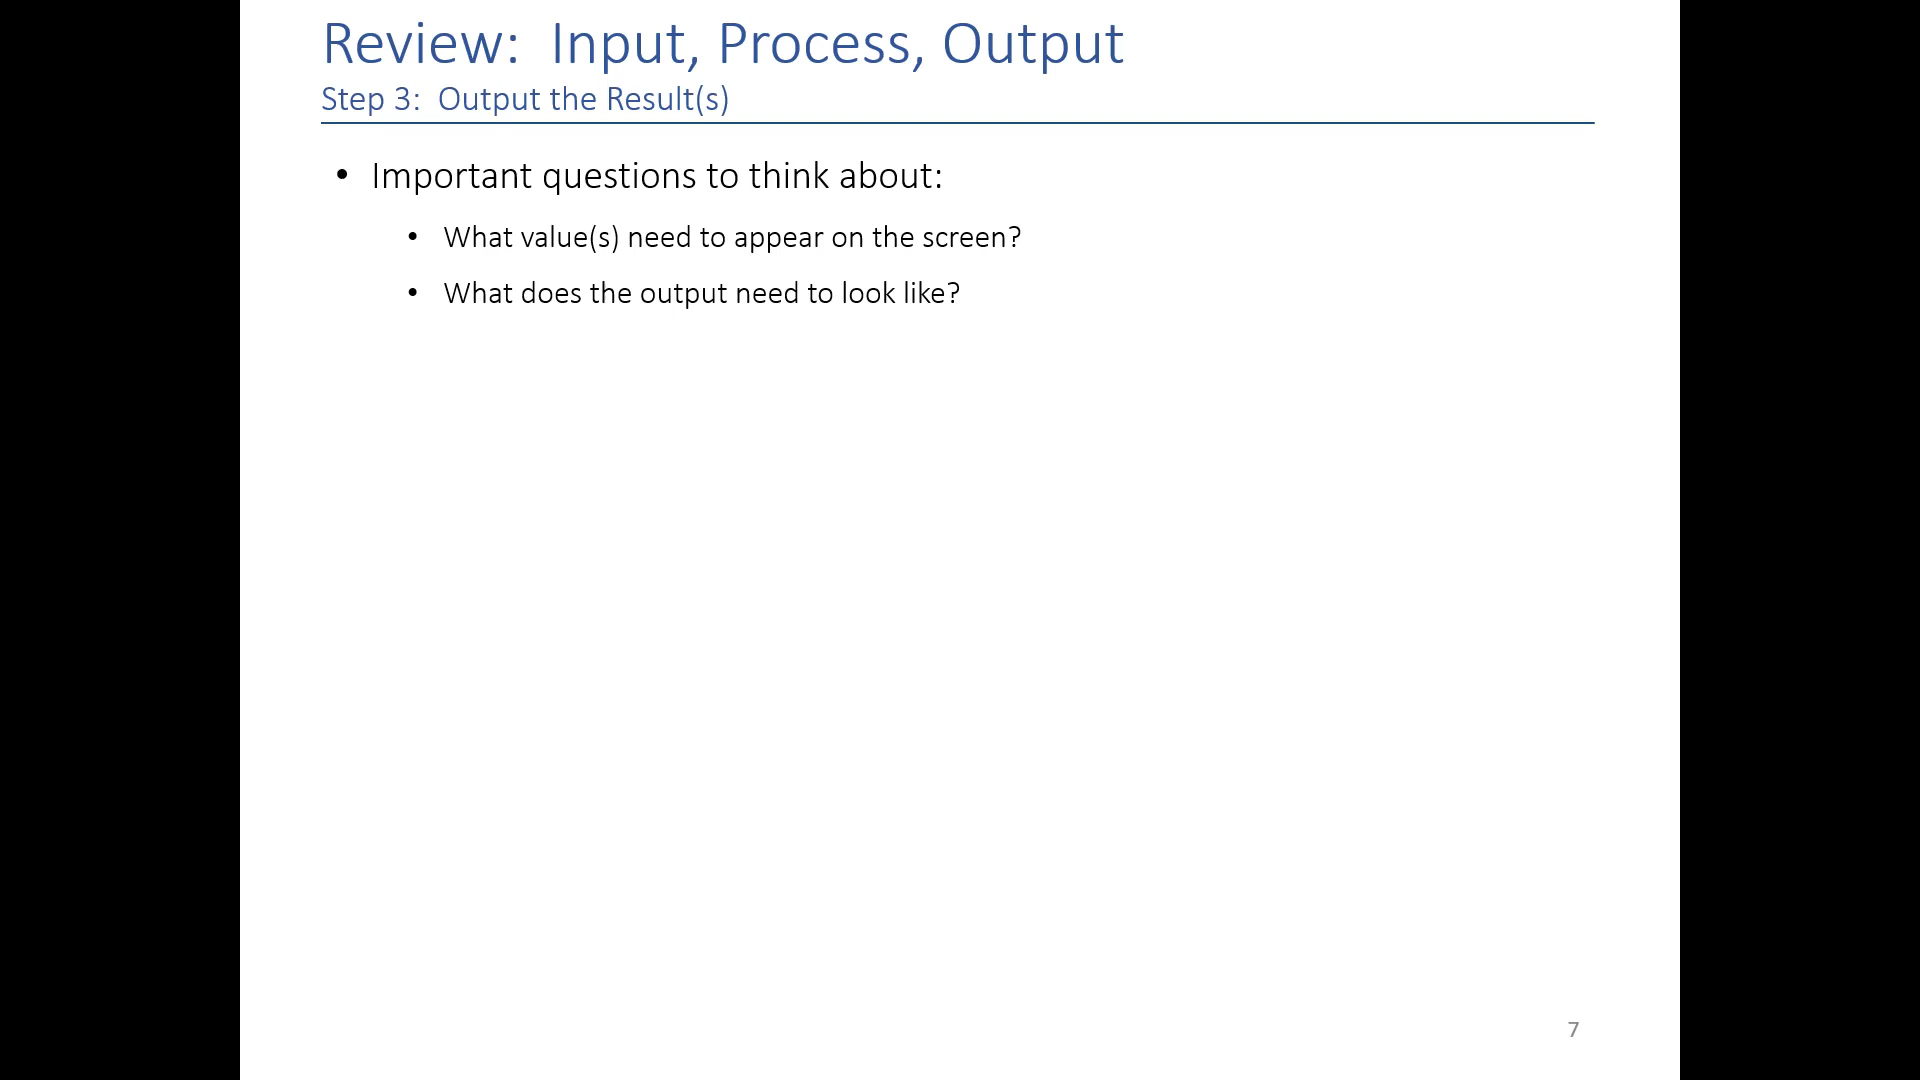 Review:  Input, Process, Output
Step 3:  Output the Result(s)
• Important questions to think about:
• What value(s) need to appear on the screen?
• What does the output need to look like?
7